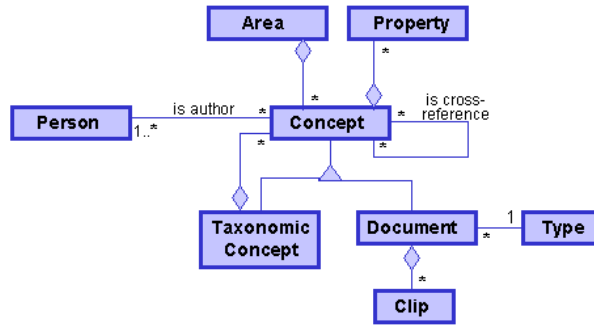 Area
Property
*
*
is author
*
*
is cross-
reference
Person
1..*
Concept
*
*
Taxonomic
Concept
Document
1
*
Type
*
Clip